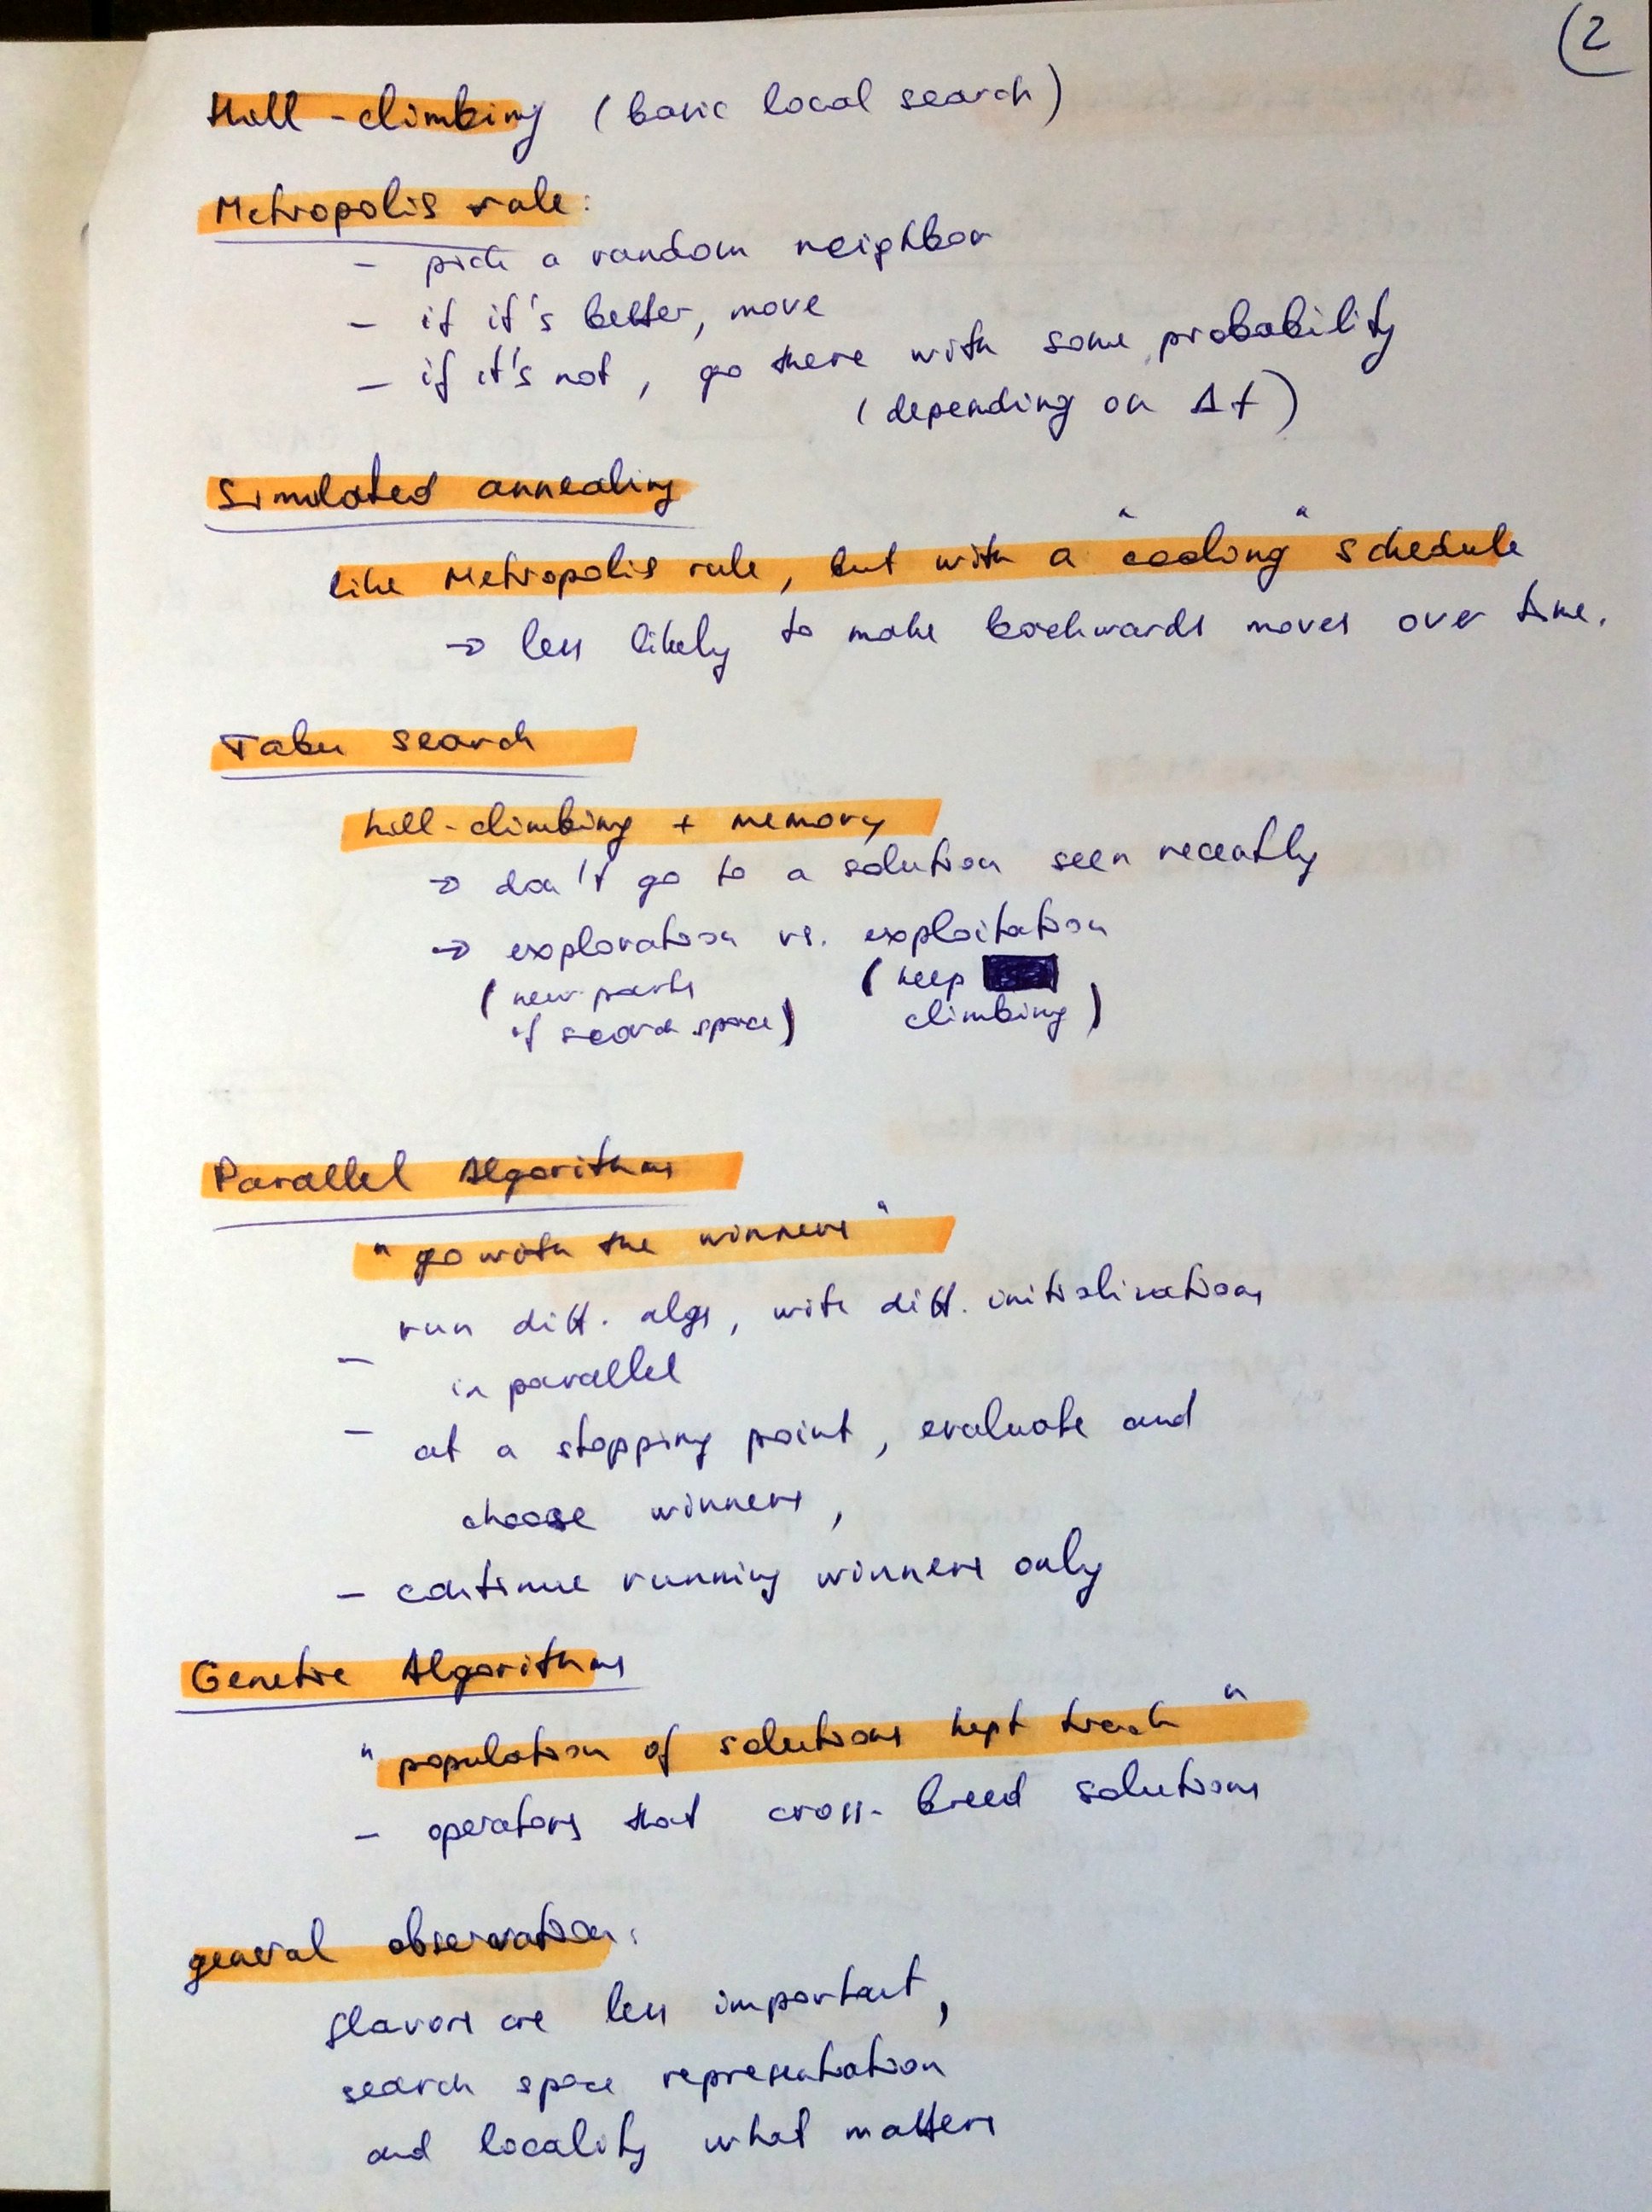 (2
Hill-climbing (basic local search)
Metropolis rule:
- pick a random neighbor
- if it's better, move
- if it's not, go there with some probability
(depending on Δf)
Simulated annealing
like Metropolis rule, but with a "cooling" schedule
→ less likely to make backwards moves over time.
Tabu search
hill-climbing + memory
→ don't go to a solution seen recently
→ exploration vs. exploitation
(new parts (keep
of search space) climbing)
Parallel Algorithms
"go with the winners"
- run diff. algs, with diff. initializations
in parallel
- at a stopping point, evaluate and
choose winners,
- continue running winners only
Genetic Algorithms
"population of solutions kept track"
- operators that cross-breed solutions
general observation:
flavors are less important,
search space representation
and locality what matters